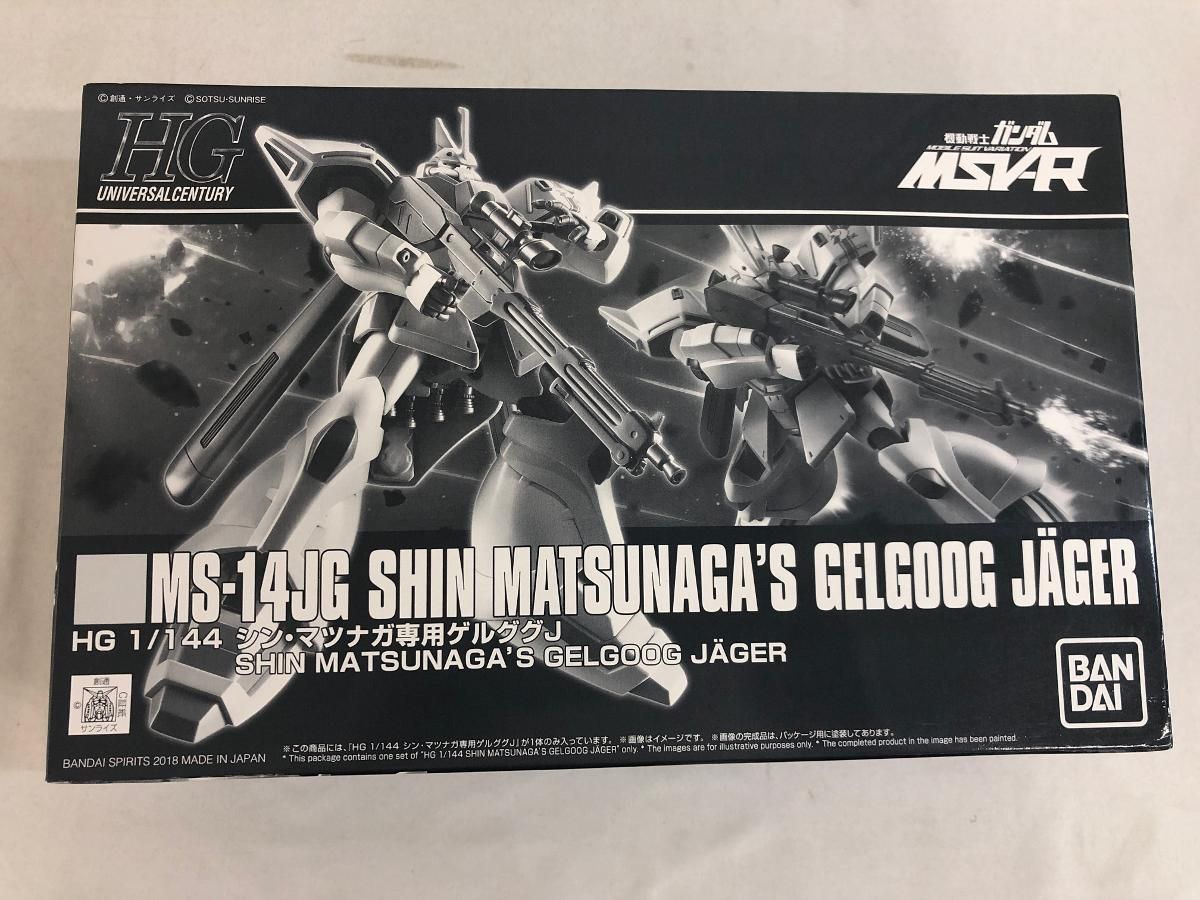 ©創通・サンライズ ©SOTSU・SUNRISE
HG
UNIVERSAL CENTURY
機動戦士ガンダム
MOBILE SUIT VARIATION
MSV-R
MS-14JG SHIN MATSUNAGA'S GELGOOG JÄGER
HG 1/144 シン・マツナガ専用ゲルググJ
SHIN MATSUNAGA'S GELGOOG JÄGER
BAN
DAI
創通
©
サンライズ
※この商品には、「HG 1/144 シン・マツナガ専用ゲルググJ」が1体のみ入っています。 ※画像はイメージです。 ※画像の完成品は、パッケージ用に塗装してあります。
* This package contains one set of "HG 1/144 SHIN MATSUNAGA'S GELGOOG JÄGER" only. * The images are for illustrative purposes only. * The completed product in the image has been painted.
BANDAI SPIRITS 2018 MADE IN JAPAN